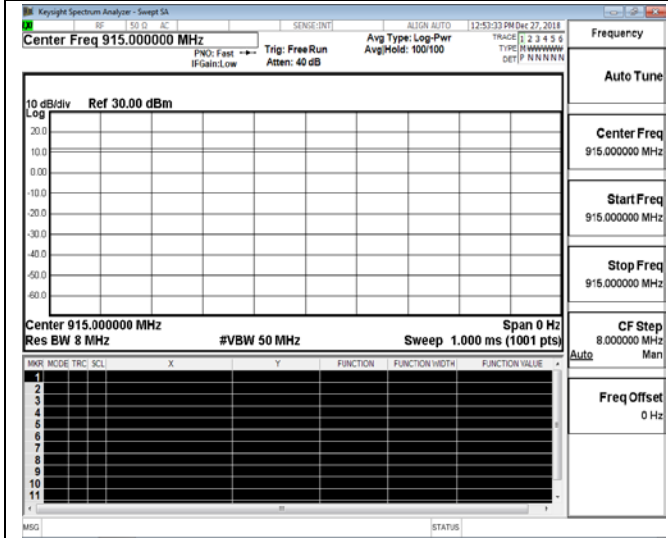 Keysight Spectrum Analyzer - Swept SA
RF 50 Ω AC SENSE:INT ALIGN AUTO 12:53:33 PM Dec 27, 2018
Center Freq 915.000000 MHz
PNO: Fast
IFGain:Low
Trig: Free Run
Atten: 40 dB
Avg Type: Log-Pwr
Avg|Hold: 100/100
TRACE 1 2 3 4 5 6
TYPE M WWWWW
DET P N N N N N
10 dB/div Ref 30.00 dBm
Log
20.0
10.0
0.00
-10.0
-20.0
-30.0
-40.0
-50.0
-60.0
Center 915.000000 MHz Span 0 Hz
Res BW 8 MHz #VBW 50 MHz Sweep 1.000 ms (1001 pts)
MKR MODE TRC SCL X Y FUNCTION FUNCTION WIDTH FUNCTION VALUE
1
2
3
4
5
6
7
8
9
10
11
MSG STATUS
Frequency
Auto Tune
Center Freq
915.000000 MHz
Start Freq
915.000000 MHz
Stop Freq
915.000000 MHz
CF Step
8.000000 MHz
Auto Man
Freq Offset
0 Hz